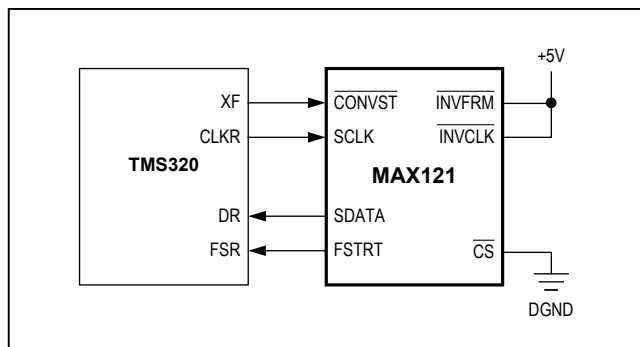 +5V
XF
CONVST
INVFRM
CLKR
SCLK
INVCLK
TMS320
MAX121
DR
SDATA
FSR
FSTRT
CS
DGND